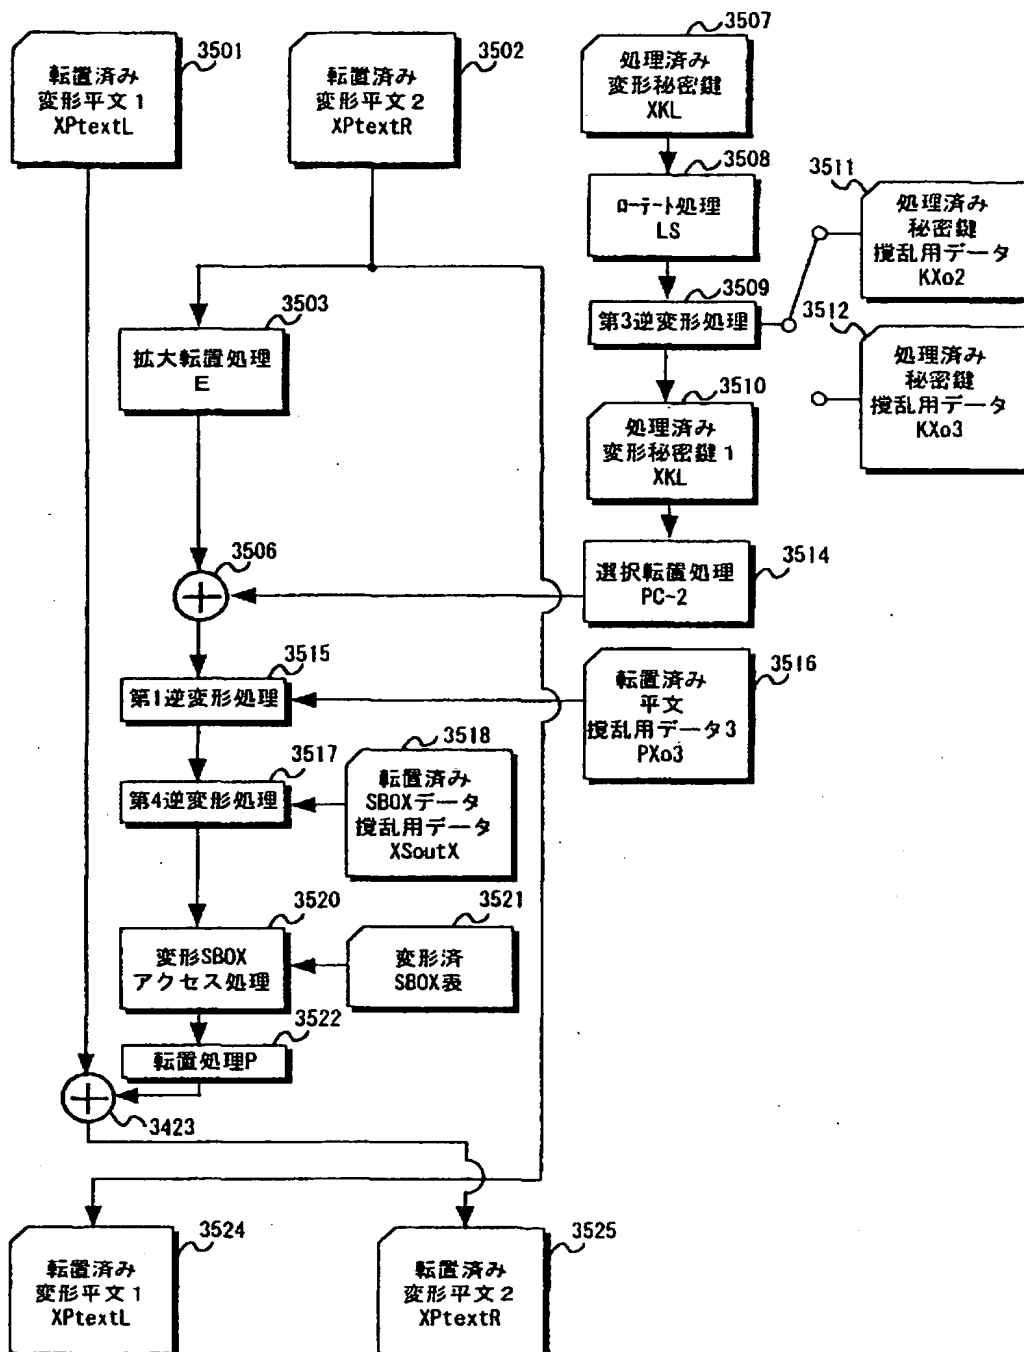 3501
転置済み
変形平文1
XPtextL
3502
転置済み
変形平文2
XPtextR
3507
処理済み
変形秘密鍵
XKL
3508
ローテート処理
LS
3509
第3逆変形処理
3511
処理済み
秘密鍵
撹乱用データ
KXo2
3512
処理済み
秘密鍵
撹乱用データ
KXo3
3503
拡大転置処理
E
3510
処理済み
変形秘密鍵1
XKL
3506
選択転置処理
PC-2
3514
3515
第1逆変形処理
3516
転置済み
平文
撹乱用データ3
PXo3
3517
第4逆変形処理
3518
転置済み
SBOXデータ
撹乱用データ
XSoutX
3520
変形SBOX
アクセス処理
3521
変形済
SBOX表
3522
転置処理P
3423
3524
転置済み
変形平文1
XPtextL
3525
転置済み
変形平文2
XPtextR